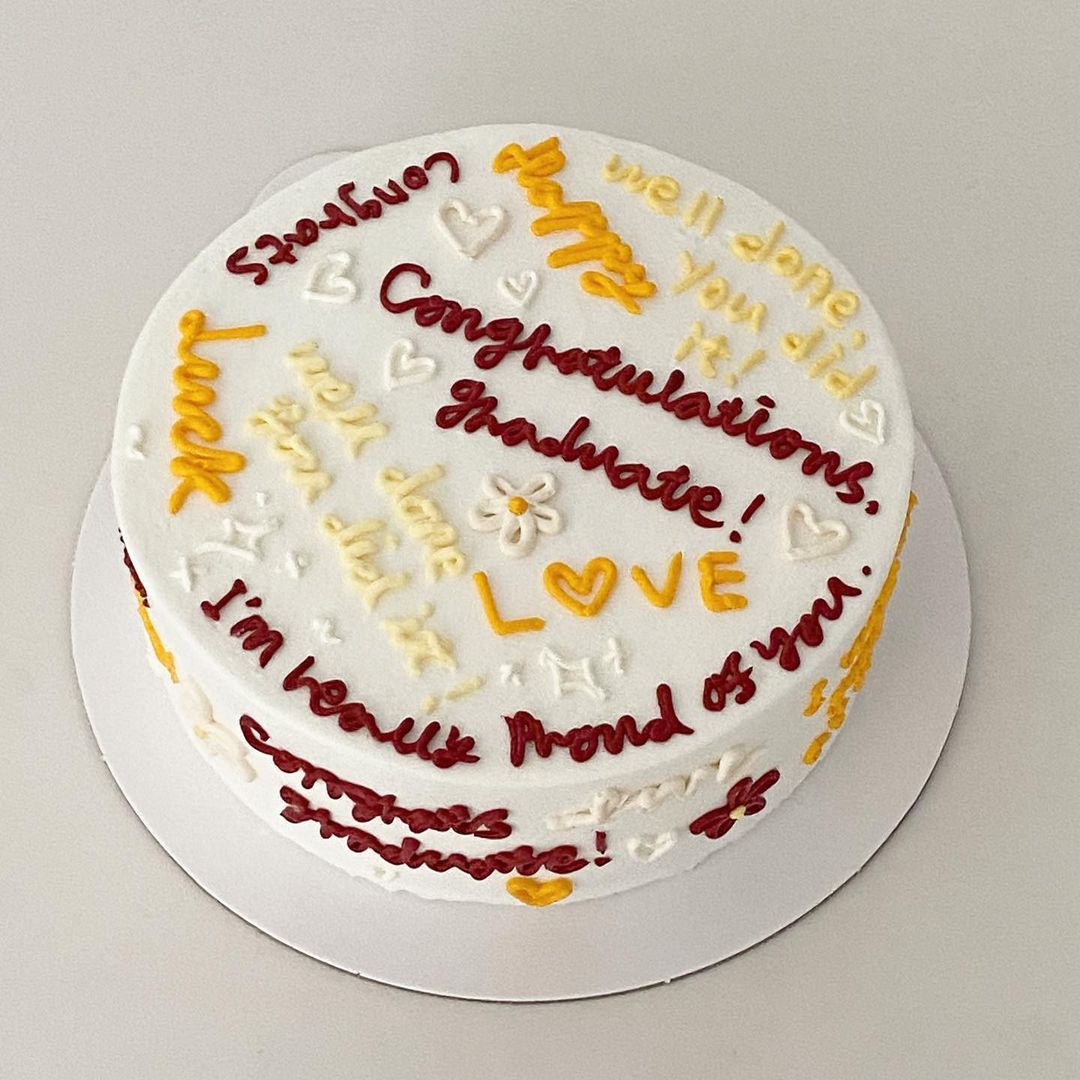 congrats
Happy
well done,
you did
it!
Congratulations,
graduate!
Luck
well done
you did it!
LOVE
I'm really Proud of you.
Congrats
graduate!